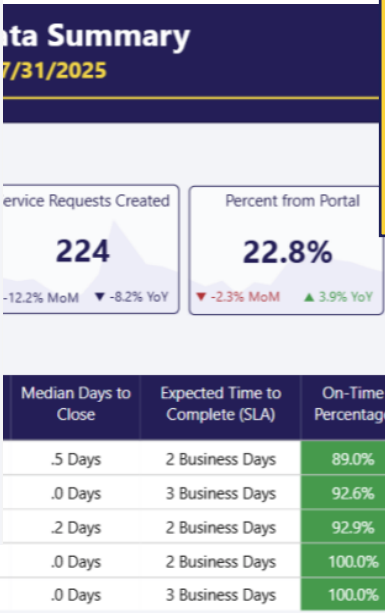 ta Summary
7/31/2025
ervice Requests Created
224
-12.2% MoM ▼ -8.2% YoY
Percent from Portal
22.8%
▼ -2.3% MoM ▲ 3.9% YoY
Median Days to Close
Expected Time to Complete (SLA)
On-Time Percentag
.5 Days 2 Business Days 89.0%
.0 Days 3 Business Days 92.6%
.2 Days 2 Business Days 92.9%
.0 Days 2 Business Days 100.0%
.0 Days 3 Business Days 100.0%